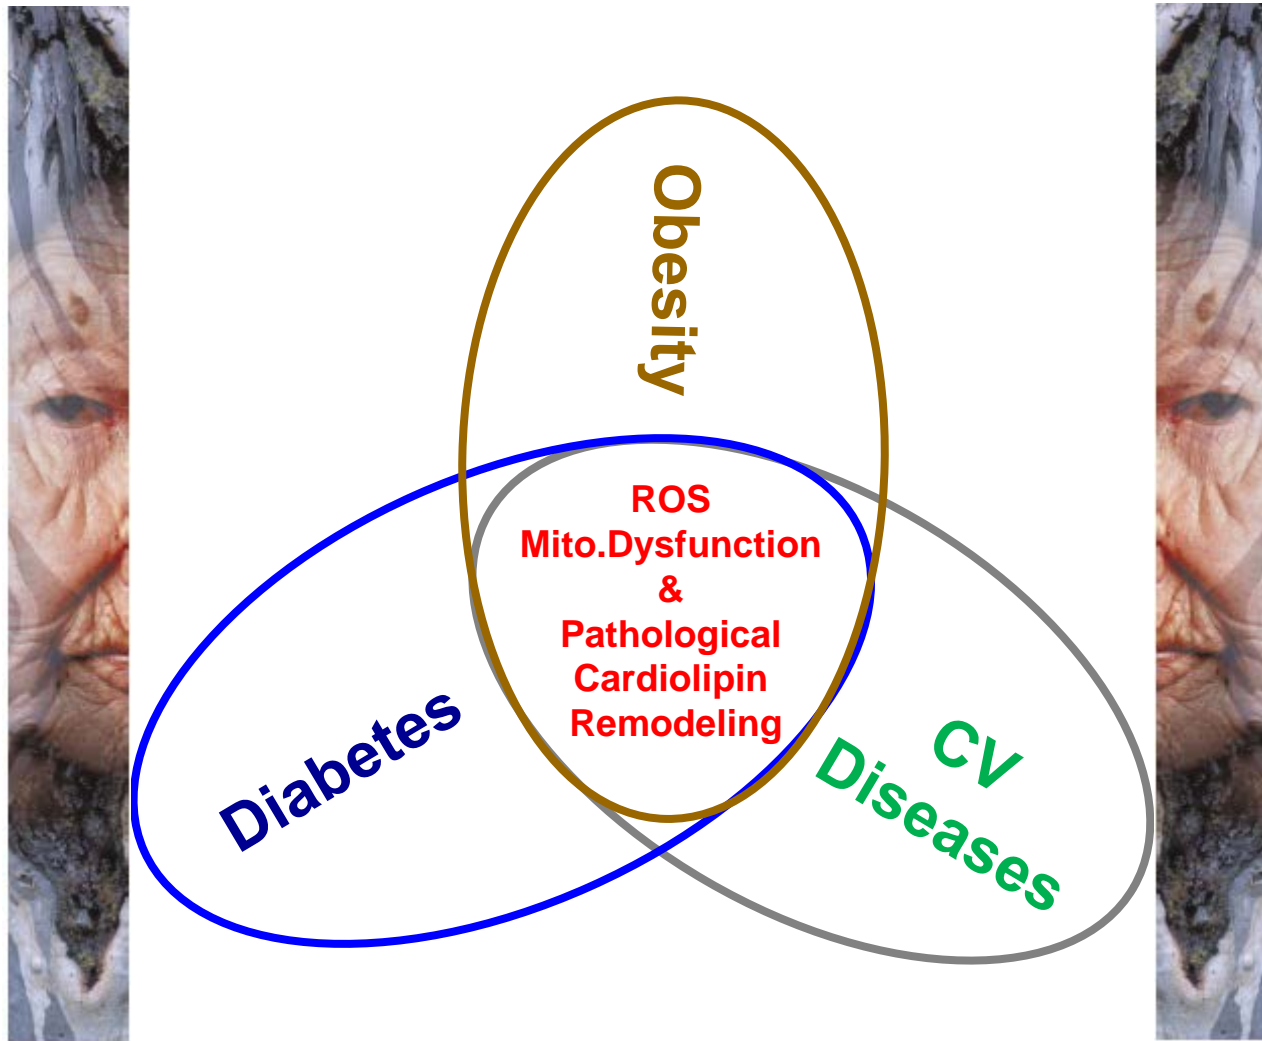 Obesity
ROS
Mito.Dysfunction
&
Pathological
Cardiolipin
Remodeling
Diabetes
CV
Diseases